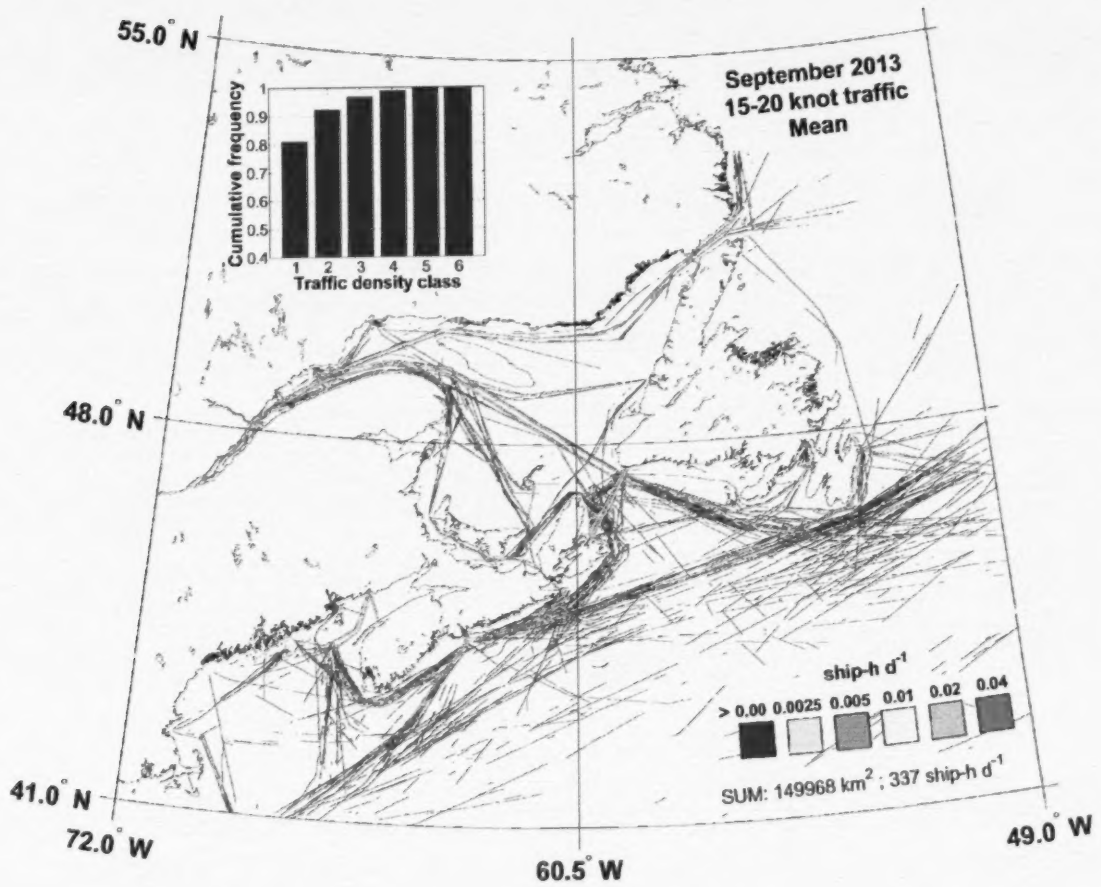 55.0° N
September 2013
15-20 knot traffic
Mean
Cumulative frequency
1
0.9
0.8
0.7
0.6
0.5
0.4
1 2 3 4 5 6
Traffic density class
48.0° N
ship-h d⁻¹
> 0.00 0.0025 0.005 0.01 0.02 0.04
SUM: 149968 km² ; 337 ship-h d⁻¹
41.0° N
72.0° W
60.5° W
49.0° W